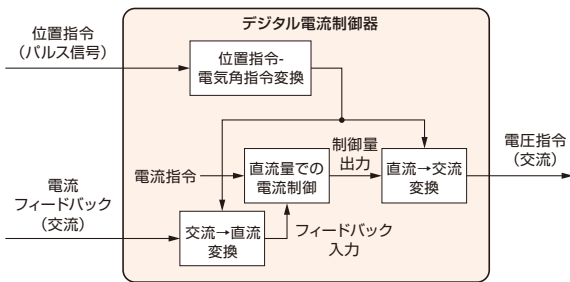 デジタル電流制御器
位置指令
（パルス信号）
位置指令-
電気角指令変換
電流指令
直流量での
電流制御
制御量
出力
直流→交流
変換
電圧指令
（交流）
電流
フィードバック
（交流）
交流→直流
変換
フィードバック
入力